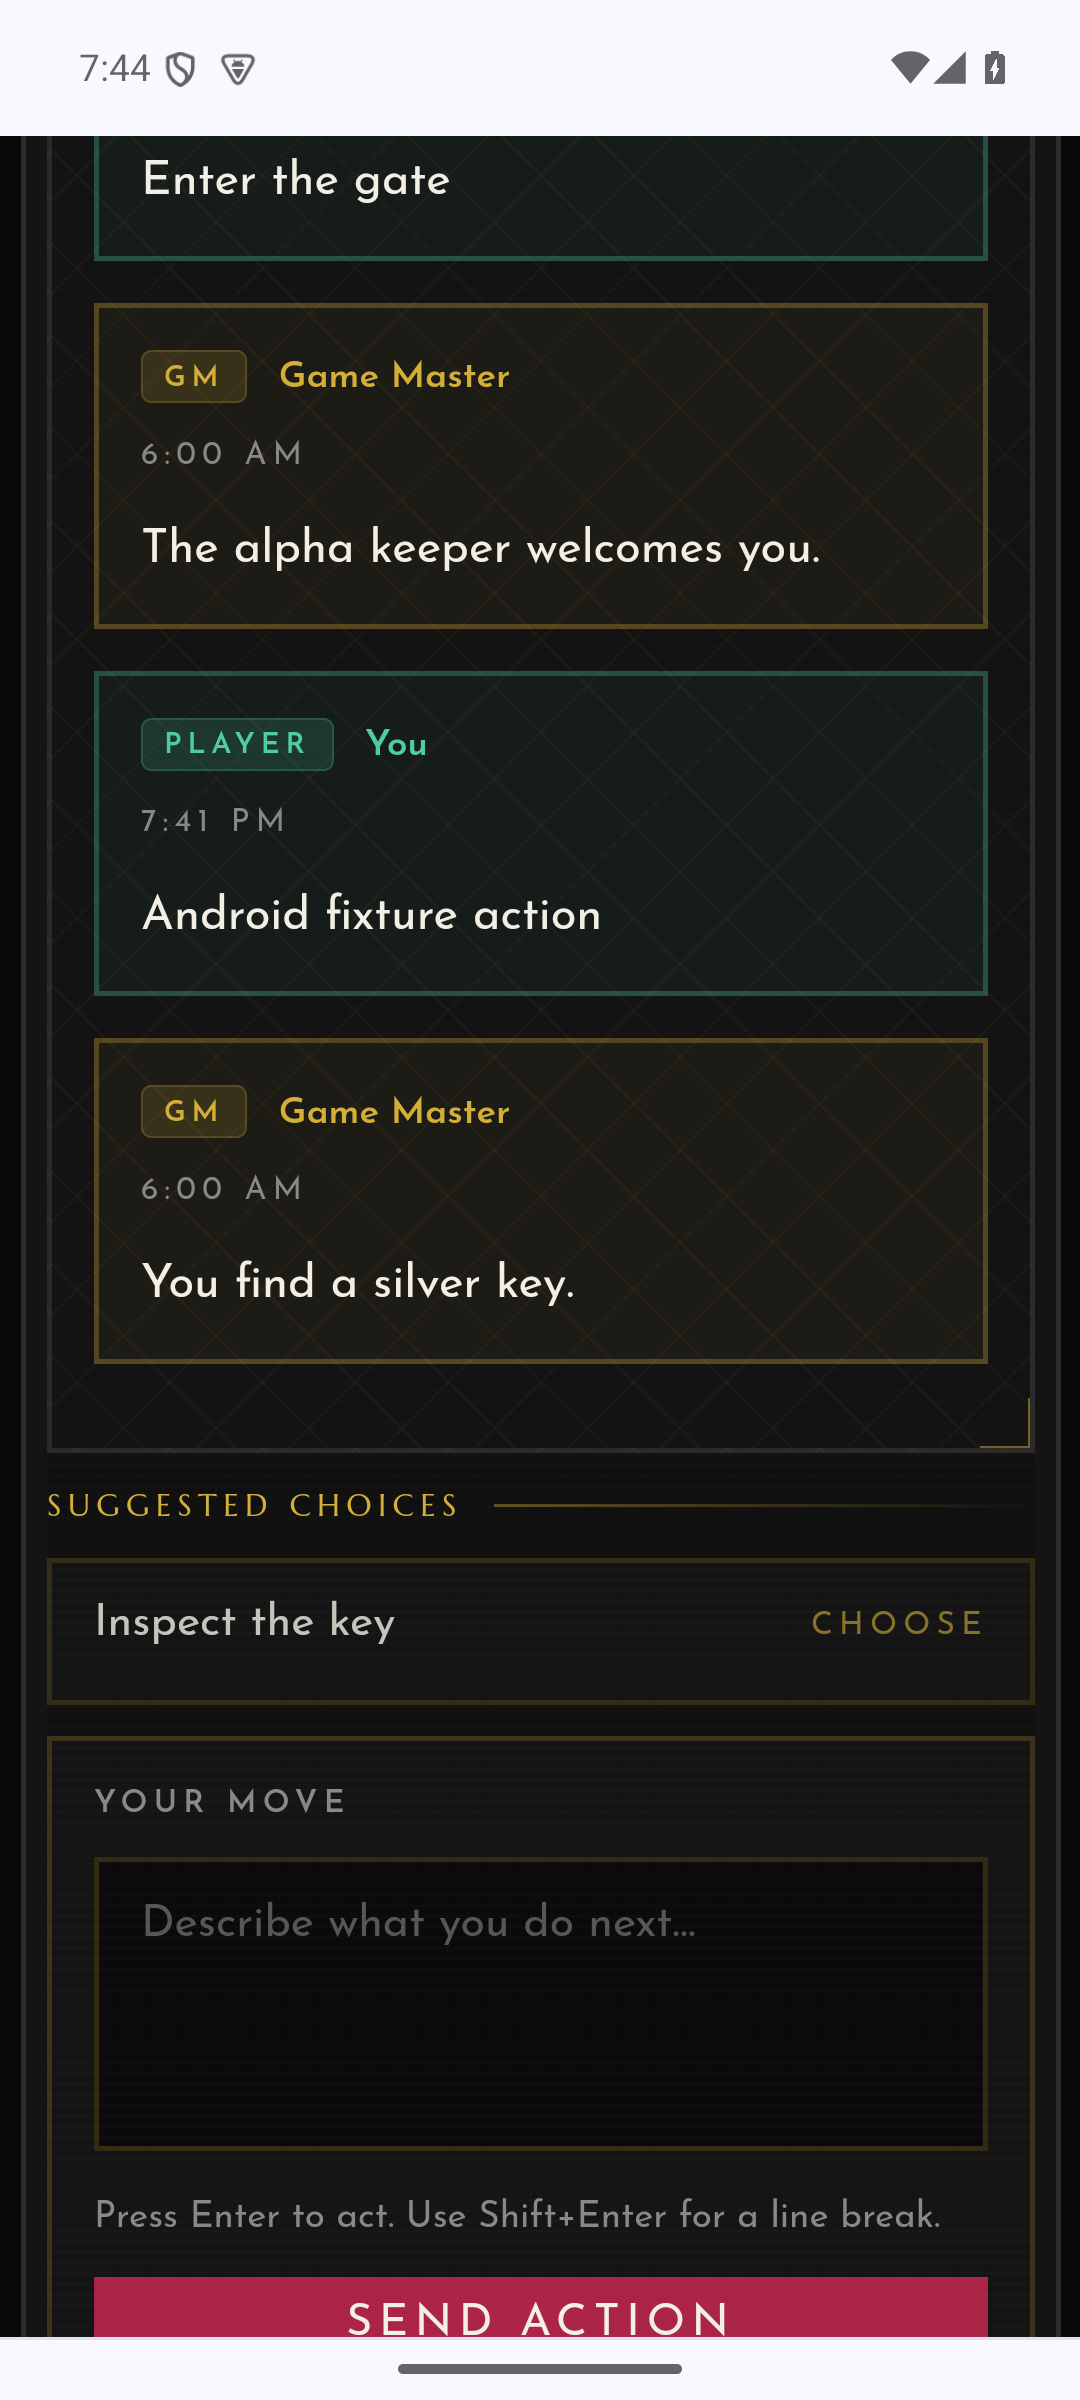 7:44
Enter the gate
GM Game Master
6:00 AM
The alpha keeper welcomes you.
PLAYER You
7:41 PM
Android fixture action
GM Game Master
6:00 AM
You find a silver key.
SUGGESTED CHOICES
Inspect the key CHOOSE
YOUR MOVE
Describe what you do next...
Press Enter to act. Use Shift+Enter for a line break.
SEND ACTION